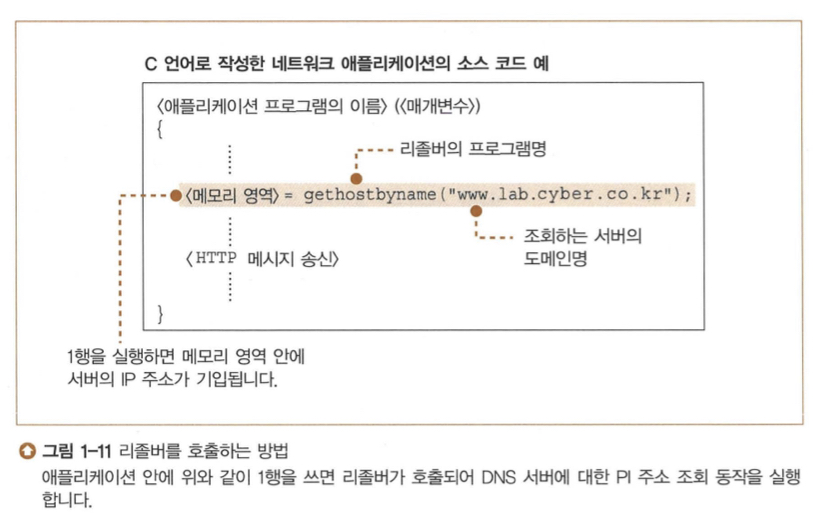 C 언어로 작성한 네트워크 애플리케이션의 소스 코드 예
〈애플리케이션 프로그램의 이름〉 (〈매개변수〉)
{
리졸버의 프로그램명
〈메모리 영역〉 = gethostbyname("www.lab.cyber.co.kr");
조회하는 서버의
도메인명
〈HTTP 메시지 송신〉
}
1행을 실행하면 메모리 영역 안에
서버의 IP 주소가 기입됩니다.
그림 1-11 리졸버를 호출하는 방법
애플리케이션 안에 위와 같이 1행을 쓰면 리졸버가 호출되어 DNS 서버에 대한 PI 주소 조회 동작을 실행
합니다.